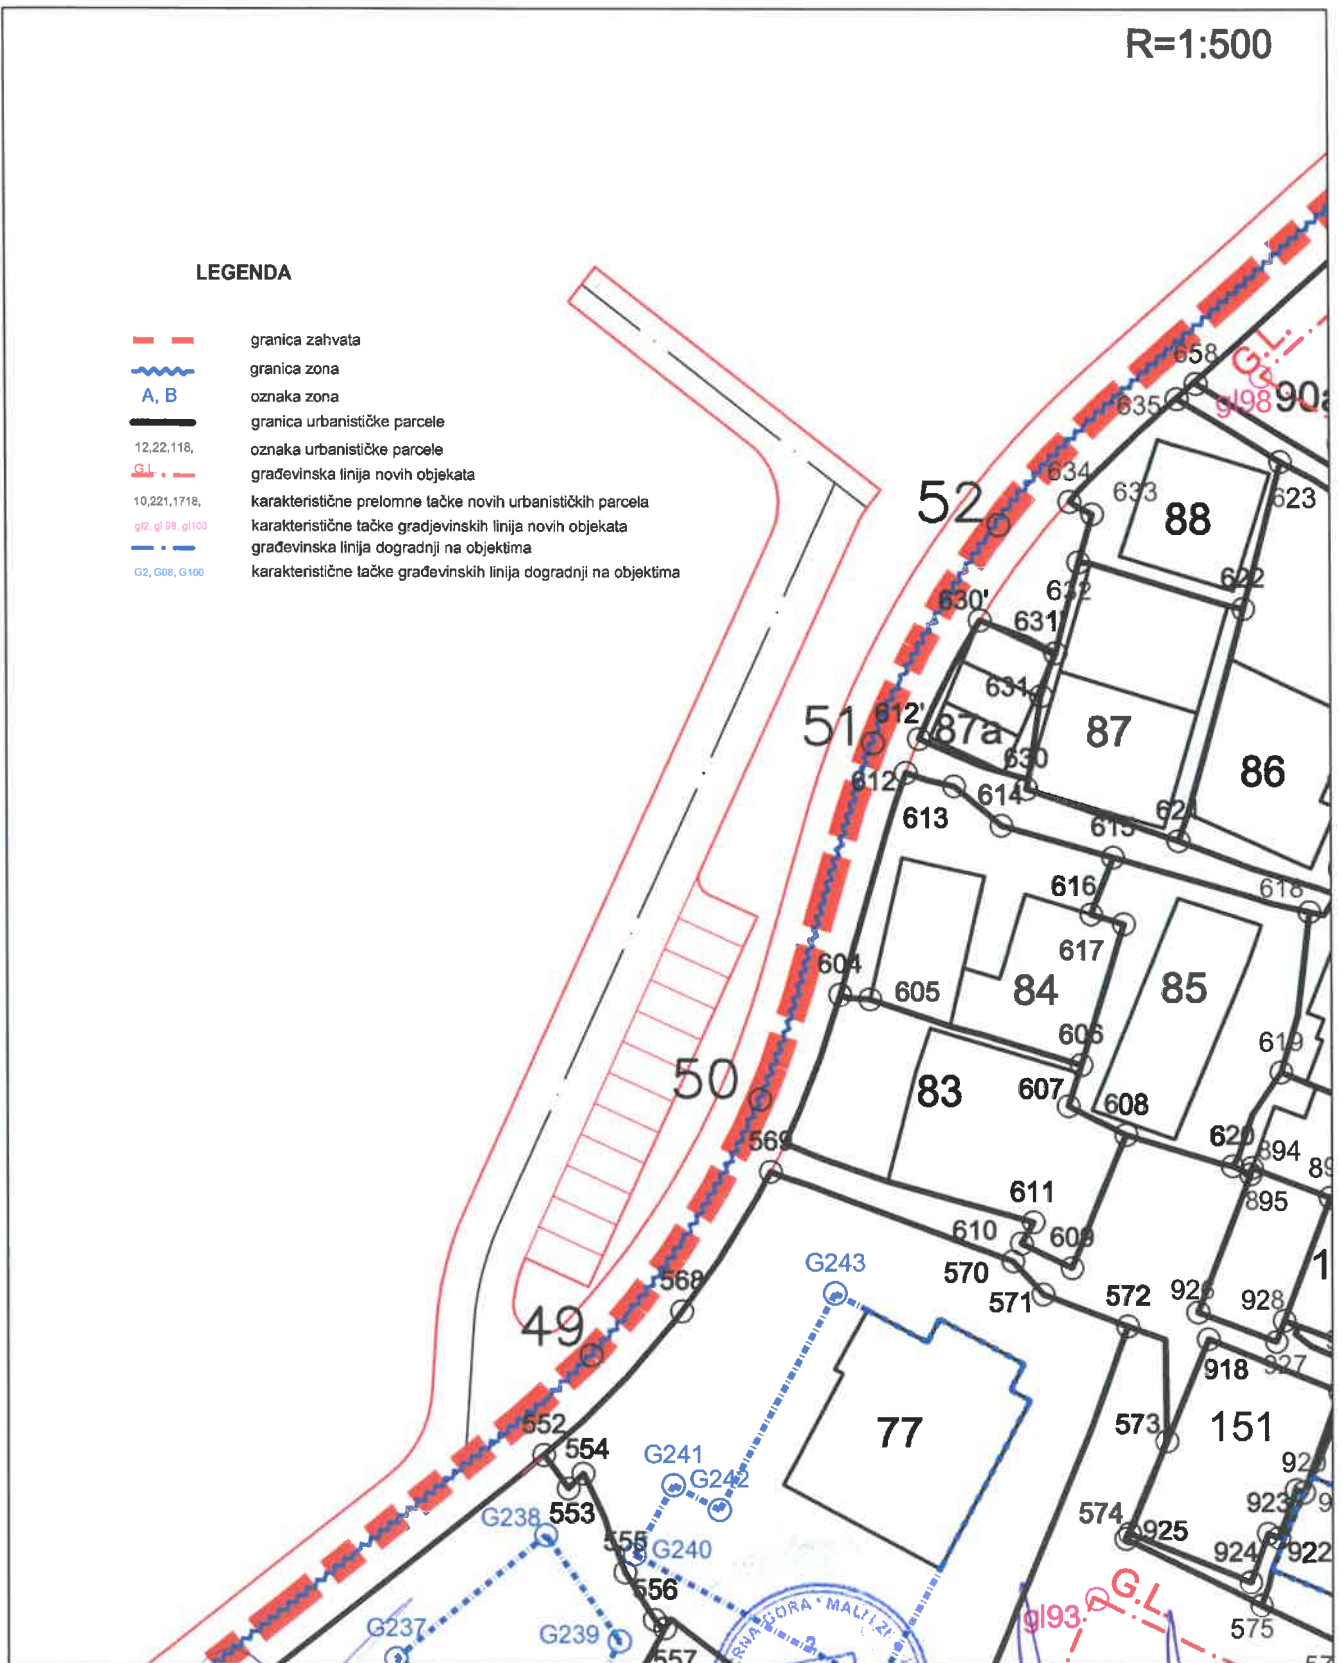 R=1:500
LEGENDA
granica zahvata
granica zona
A, B oznaka zona
granica urbanističke parcele
12,22,118, oznaka urbanističke parcele
G.L. građevinska linija novih objekata
10,221,1718, karakteristične prelomne tačke novih urbanističkih parcela
gl2, gl 98, gl100 karakteristične tačke gradjevinskih linija novih objekata
građevinska linija dogradnji na objektima
G2, G98, G100 karakteristične tačke građevinskih linija dogradnji na objektima
658
G.L.
635
gl98
90a
634
633
623
52
88
632
622
630'
631'
631
51
612'
87a
87
630
86
612
613
614
615
616
618
617
604
605
84
85
606
619
50
83
607
608
569
620
894
895
611
610
609
570
G243
571
572
568
928
49
918
927
77
573
151
552
554
G241
G242
553
923
G238
574
925
555
G240
924
922
556
G.L.
gl93
G237
G239
575
557